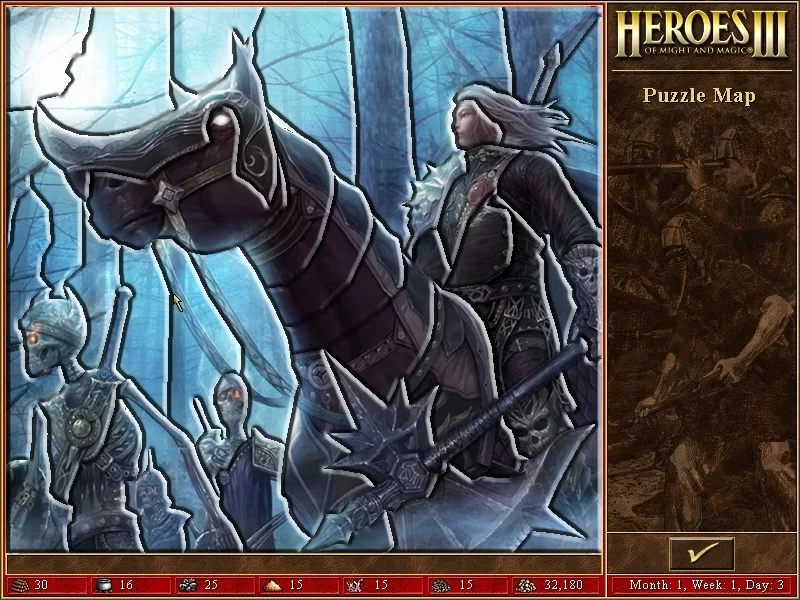 HEROES III
OF MIGHT AND MAGIC®
Puzzle Map
30 16 25 15 15 15 32,180 Month: 1, Week: 1, Day: 3